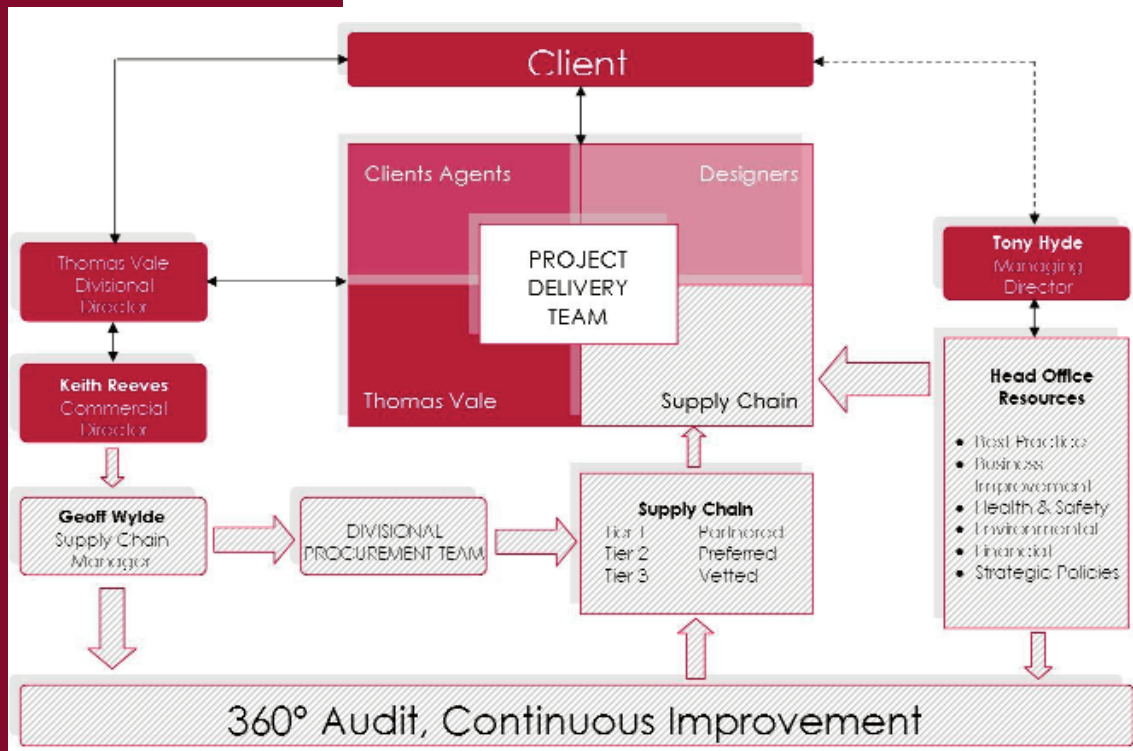 Client
Clients Agents
Designers
PROJECT
DELIVERY
TEAM
Thomas Vale
Supply Chain
Thomas Vale
Divisional
Director
Keith Reeves
Commercial
Director
Tony Hyde
Managing
Director
Head Office
Resources
• Best Practice
• Business
Improvement
• Health & Safety
• Environmental
• Financial
• Strategic Policies
Geoff Wylde
Supply Chain
Manager
DIVISIONAL
PROCUREMENT TEAM
Supply Chain
Tier 1 Partnered
Tier 2 Preferred
Tier 3 Vetted
360° Audit, Continuous Improvement